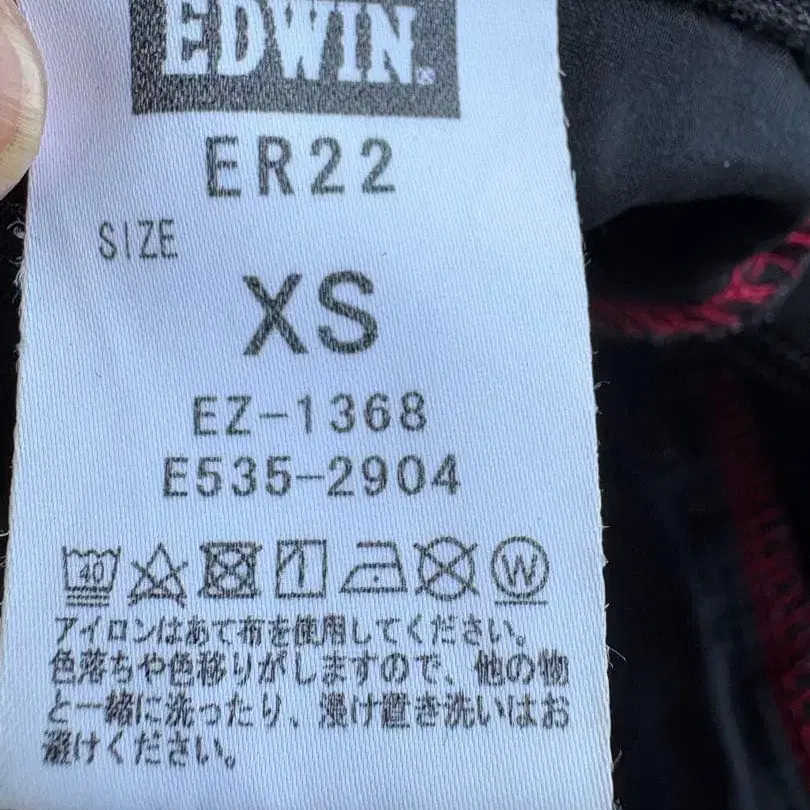 EDWIN.
ER22
SIZE
XS
EZ-1368
E535-2904
40 W
アイロンはあて布を使用してください。
色落ちや色移りがしますので、他の物
と一緒に洗ったり、浸け置き洗いはお
避けください。